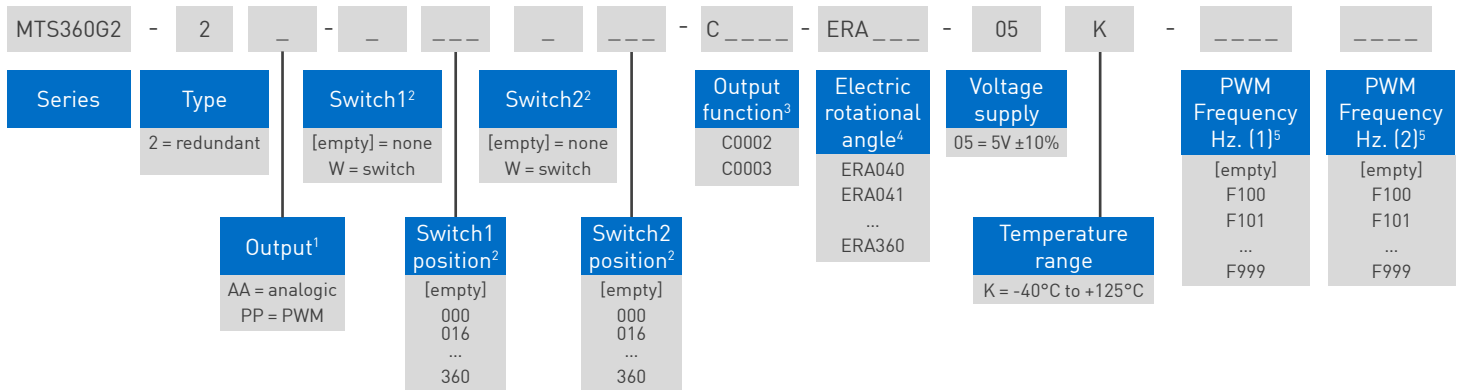 MTS360G2 - 2 _ - _ _ _ _ _ _ _ _ - C _ _ _ _ - ERA _ _ _ - 05 K - _ _ _ _ _ _ _ _
Series
Type
2 = redundant
Switch1²
[empty] = none
W = switch
Switch2²
[empty] = none
W = switch
Output
function³
C0002
C0003
Electric
rotational
angle⁴
ERA040
ERA041
...
ERA360
Voltage
supply
05 = 5V ±10%
PWM
Frequency
Hz. (1)⁵
[empty]
F100
F101
...
F999
PWM
Frequency
Hz. (2)⁵
[empty]
F100
F101
...
F999
Output¹
AA = analogic
PP = PWM
Switch1
position²
[empty]
000
016
...
360
Switch2
position²
[empty]
000
016
...
360
Temperature
range
K = -40°C to +125°C